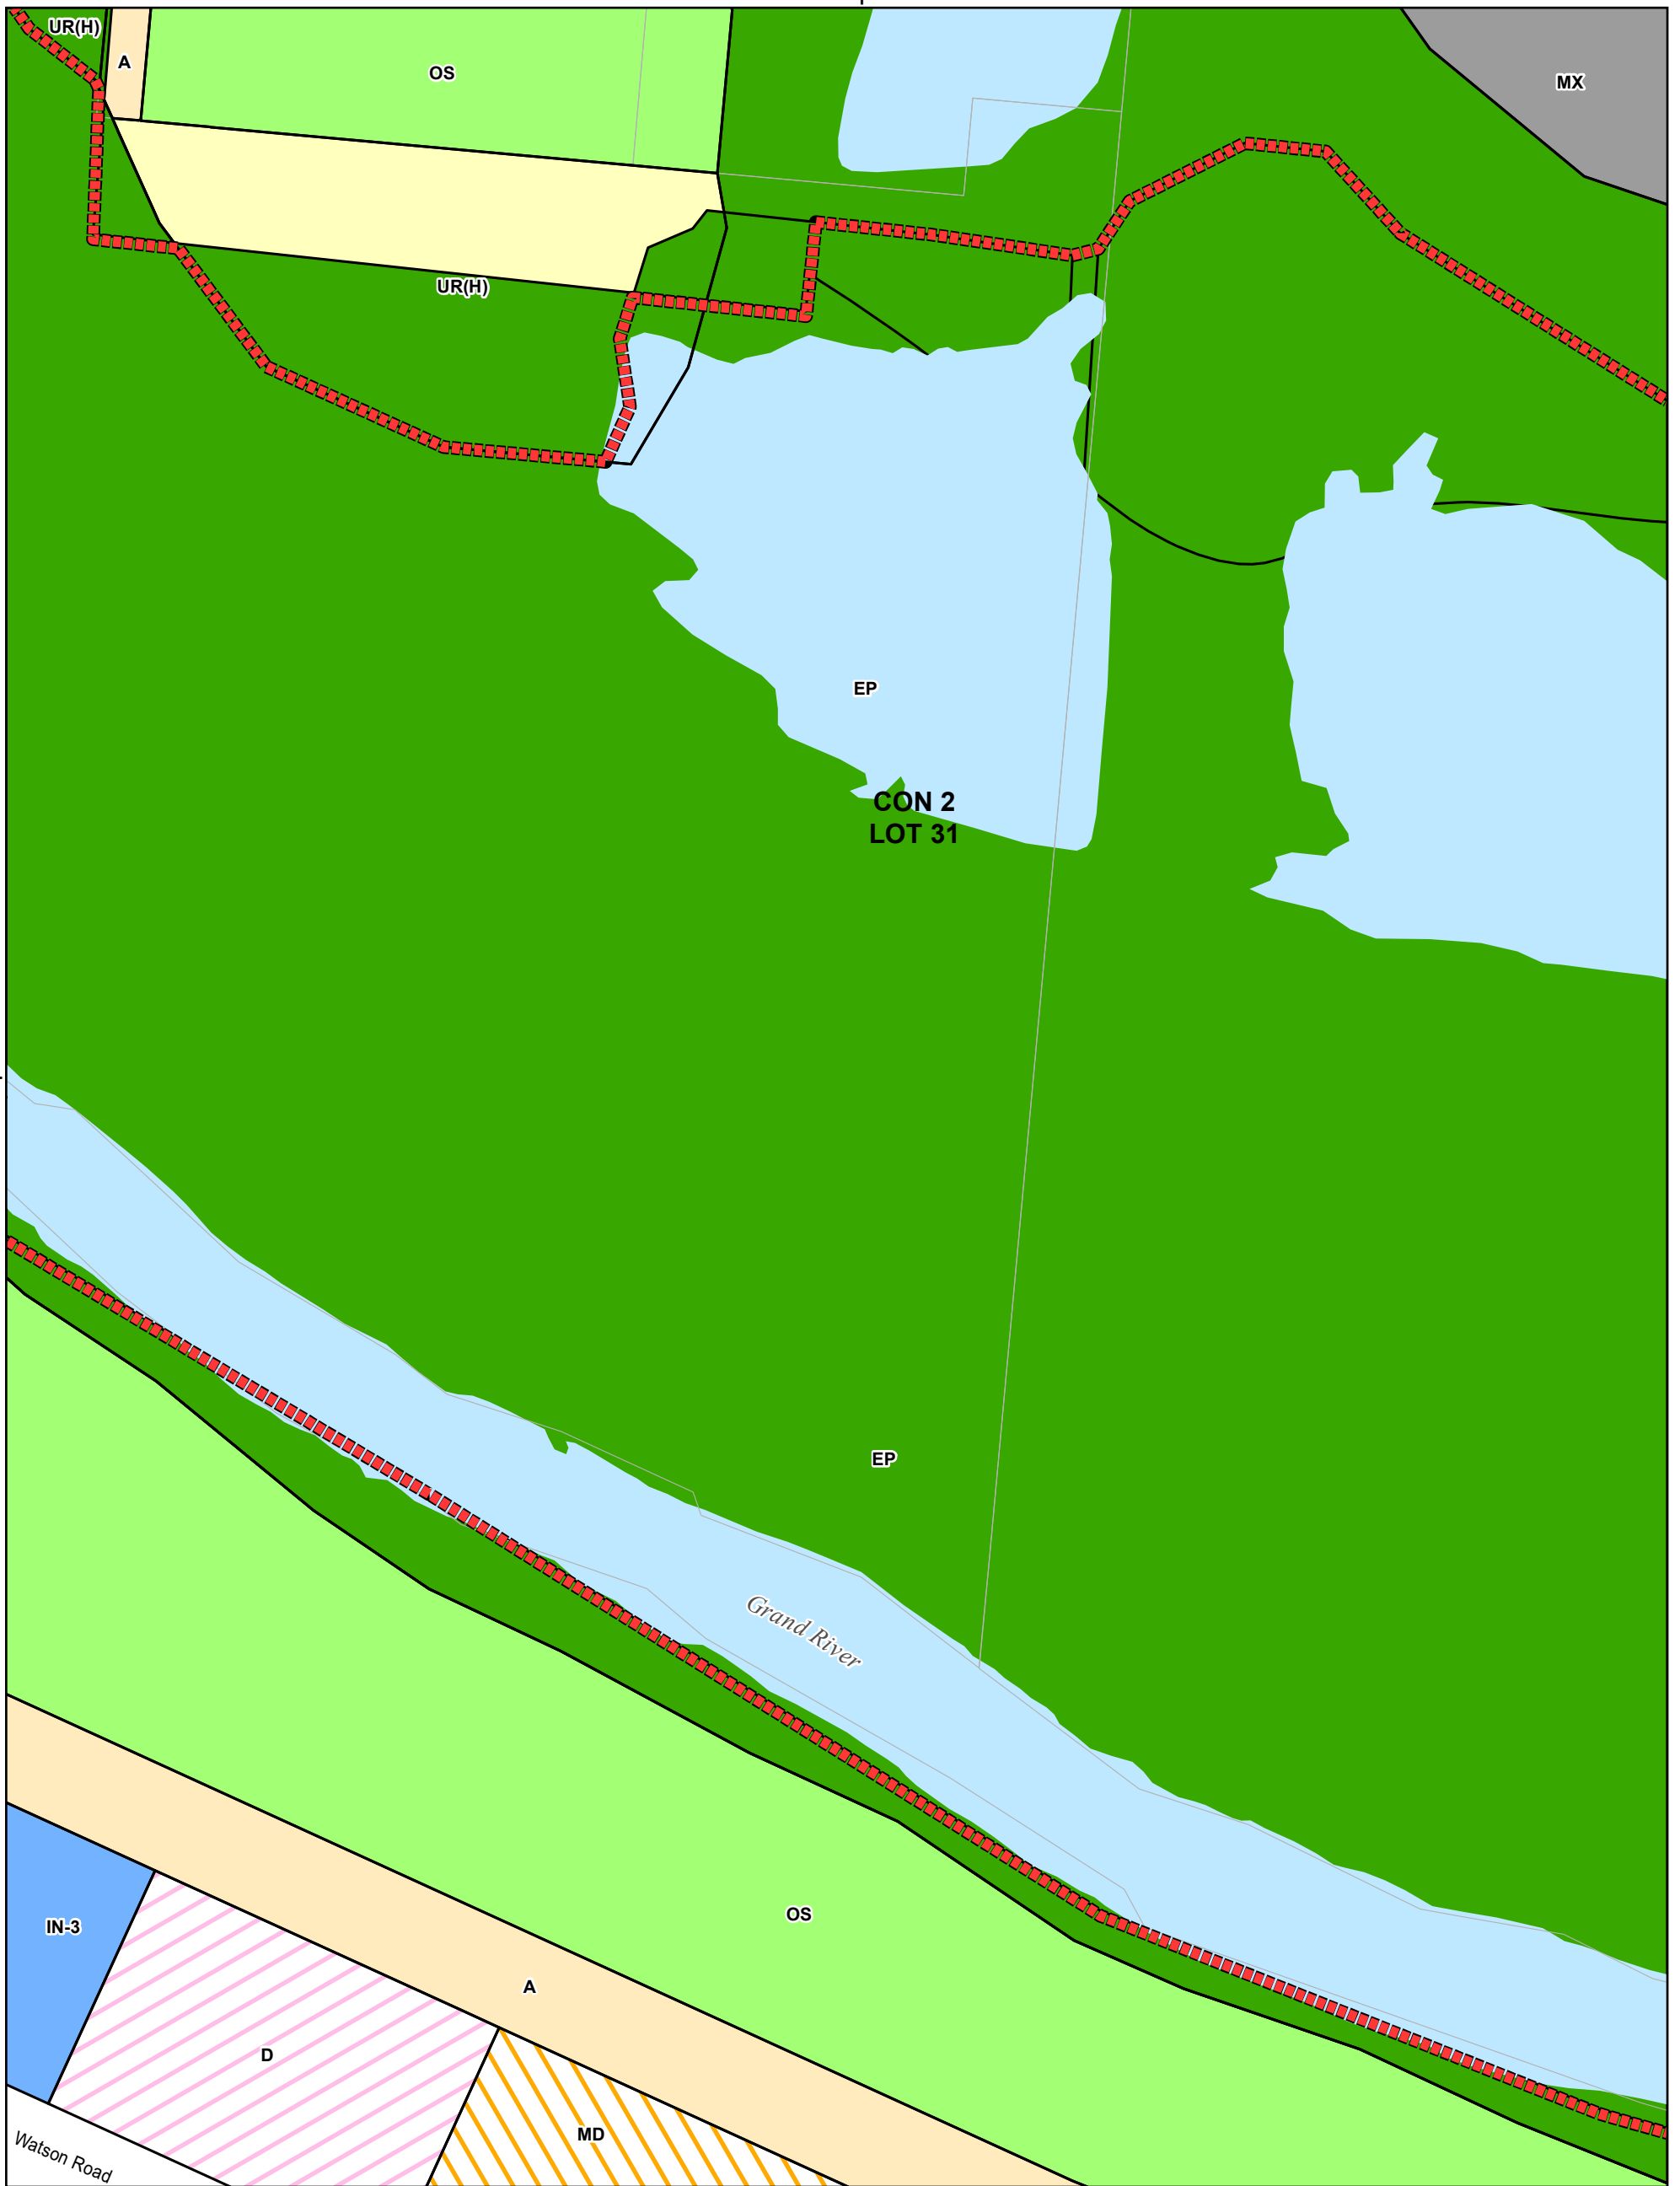 UR(H)
A
OS
MX
UR(H)
EP
CON 2
LOT 31
EP
Grand River
OS
IN-3
A
D
MD
Watson Road